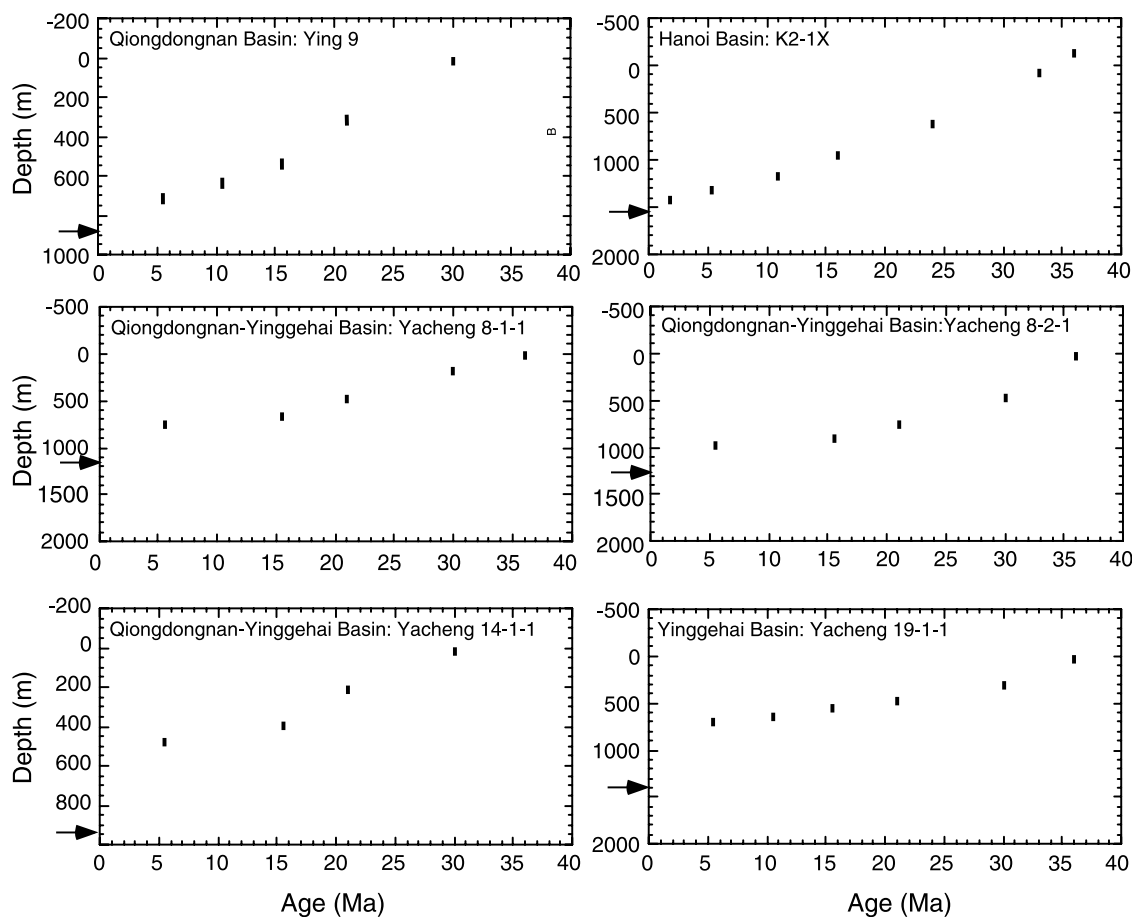 Qiongdongnan Basin: Ying 9
-200
0
200
400
600
1000
Depth (m)
B
0 5 10 15 20 25 30 35 40
Hanoi Basin: K2-1X
-500
0
500
1000
2000
0 5 10 15 20 25 30 35 40
Qiongdongnan-Yinggehai Basin: Yacheng 8-1-1
-500
0
500
1000
1500
2000
Depth (m)
0 5 10 15 20 25 30 35 40
Qiongdongnan-Yinggehai Basin:Yacheng 8-2-1
-500
0
500
1000
1500
2000
0 5 10 15 20 25 30 35 40
Qiongdongnan-Yinggehai Basin: Yacheng 14-1-1
-200
0
200
400
600
800
Depth (m)
0 5 10 15 20 25 30 35 40
Age (Ma)
Yinggehai Basin: Yacheng 19-1-1
-500
0
500
1000
2000
0 5 10 15 20 25 30 35 40
Age (Ma)